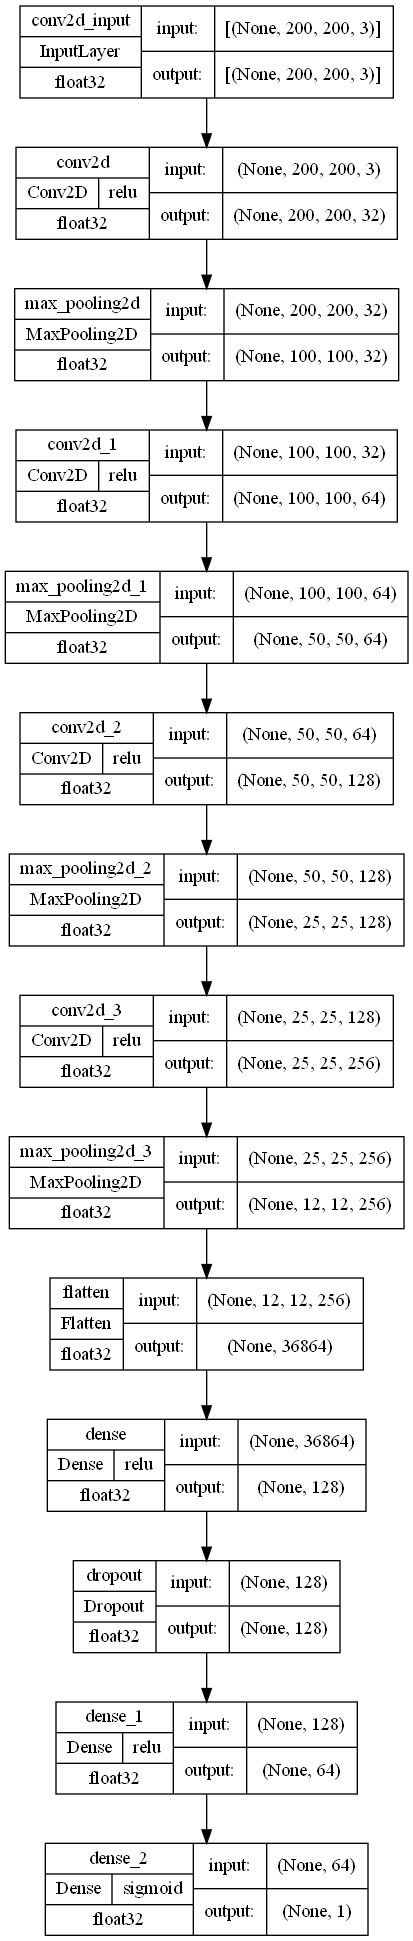 conv2d_input input: [(None, 200, 200, 3)]
InputLayer
float32 output: [(None, 200, 200, 3)]
conv2d input: (None, 200, 200, 3)
Conv2D relu
float32 output: (None, 200, 200, 32)
max_pooling2d input: (None, 200, 200, 32)
MaxPooling2D
float32 output: (None, 100, 100, 32)
conv2d_1 input: (None, 100, 100, 32)
Conv2D relu
float32 output: (None, 100, 100, 64)
max_pooling2d_1 input: (None, 100, 100, 64)
MaxPooling2D
float32 output: (None, 50, 50, 64)
conv2d_2 input: (None, 50, 50, 64)
Conv2D relu
float32 output: (None, 50, 50, 128)
max_pooling2d_2 input: (None, 50, 50, 128)
MaxPooling2D
float32 output: (None, 25, 25, 128)
conv2d_3 input: (None, 25, 25, 128)
Conv2D relu
float32 output: (None, 25, 25, 256)
max_pooling2d_3 input: (None, 25, 25, 256)
MaxPooling2D
float32 output: (None, 12, 12, 256)
flatten input: (None, 12, 12, 256)
Flatten
float32 output: (None, 36864)
dense input: (None, 36864)
Dense relu
float32 output: (None, 128)
dropout input: (None, 128)
Dropout
float32 output: (None, 128)
dense_1 input: (None, 128)
Dense relu
float32 output: (None, 64)
dense_2 input: (None, 64)
Dense sigmoid
float32 output: (None, 1)